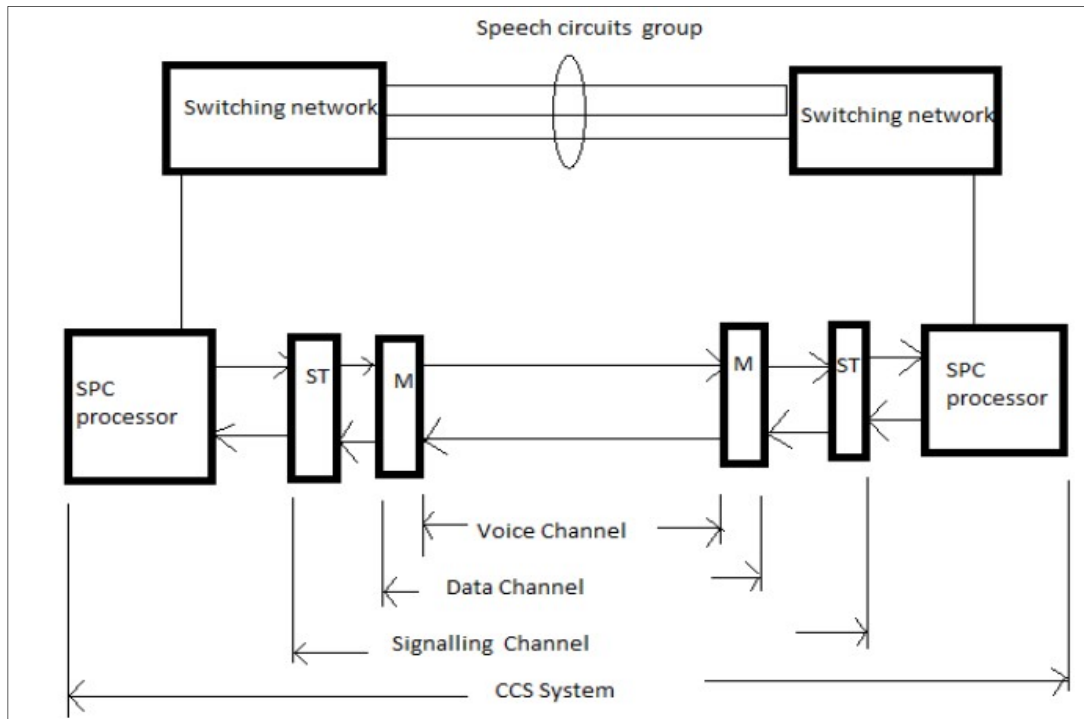 Speech circuits group
Switching network
Switching network
SPC
processor
ST
M
M
ST
SPC
processor
Voice Channel
Data Channel
Signalling Channel
CCS System